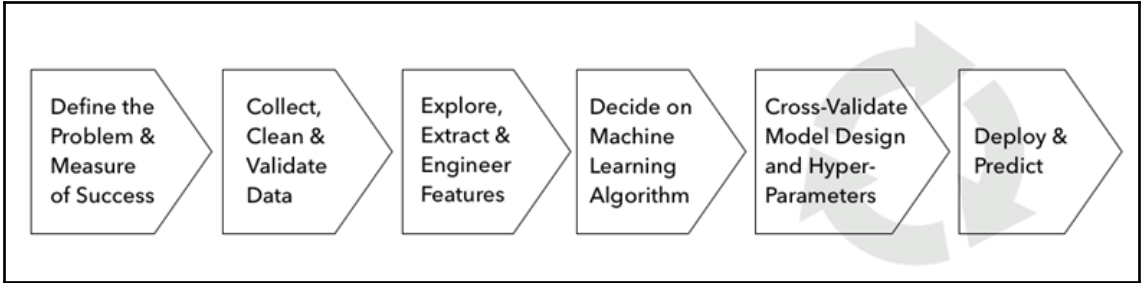 Define the
Problem &
Measure
of Success
Collect,
Clean &
Validate
Data
Explore,
Extract &
Engineer
Features
Decide on
Machine
Learning
Algorithm
Cross-Validate
Model Design
and Hyper-
Parameters
Deploy &
Predict